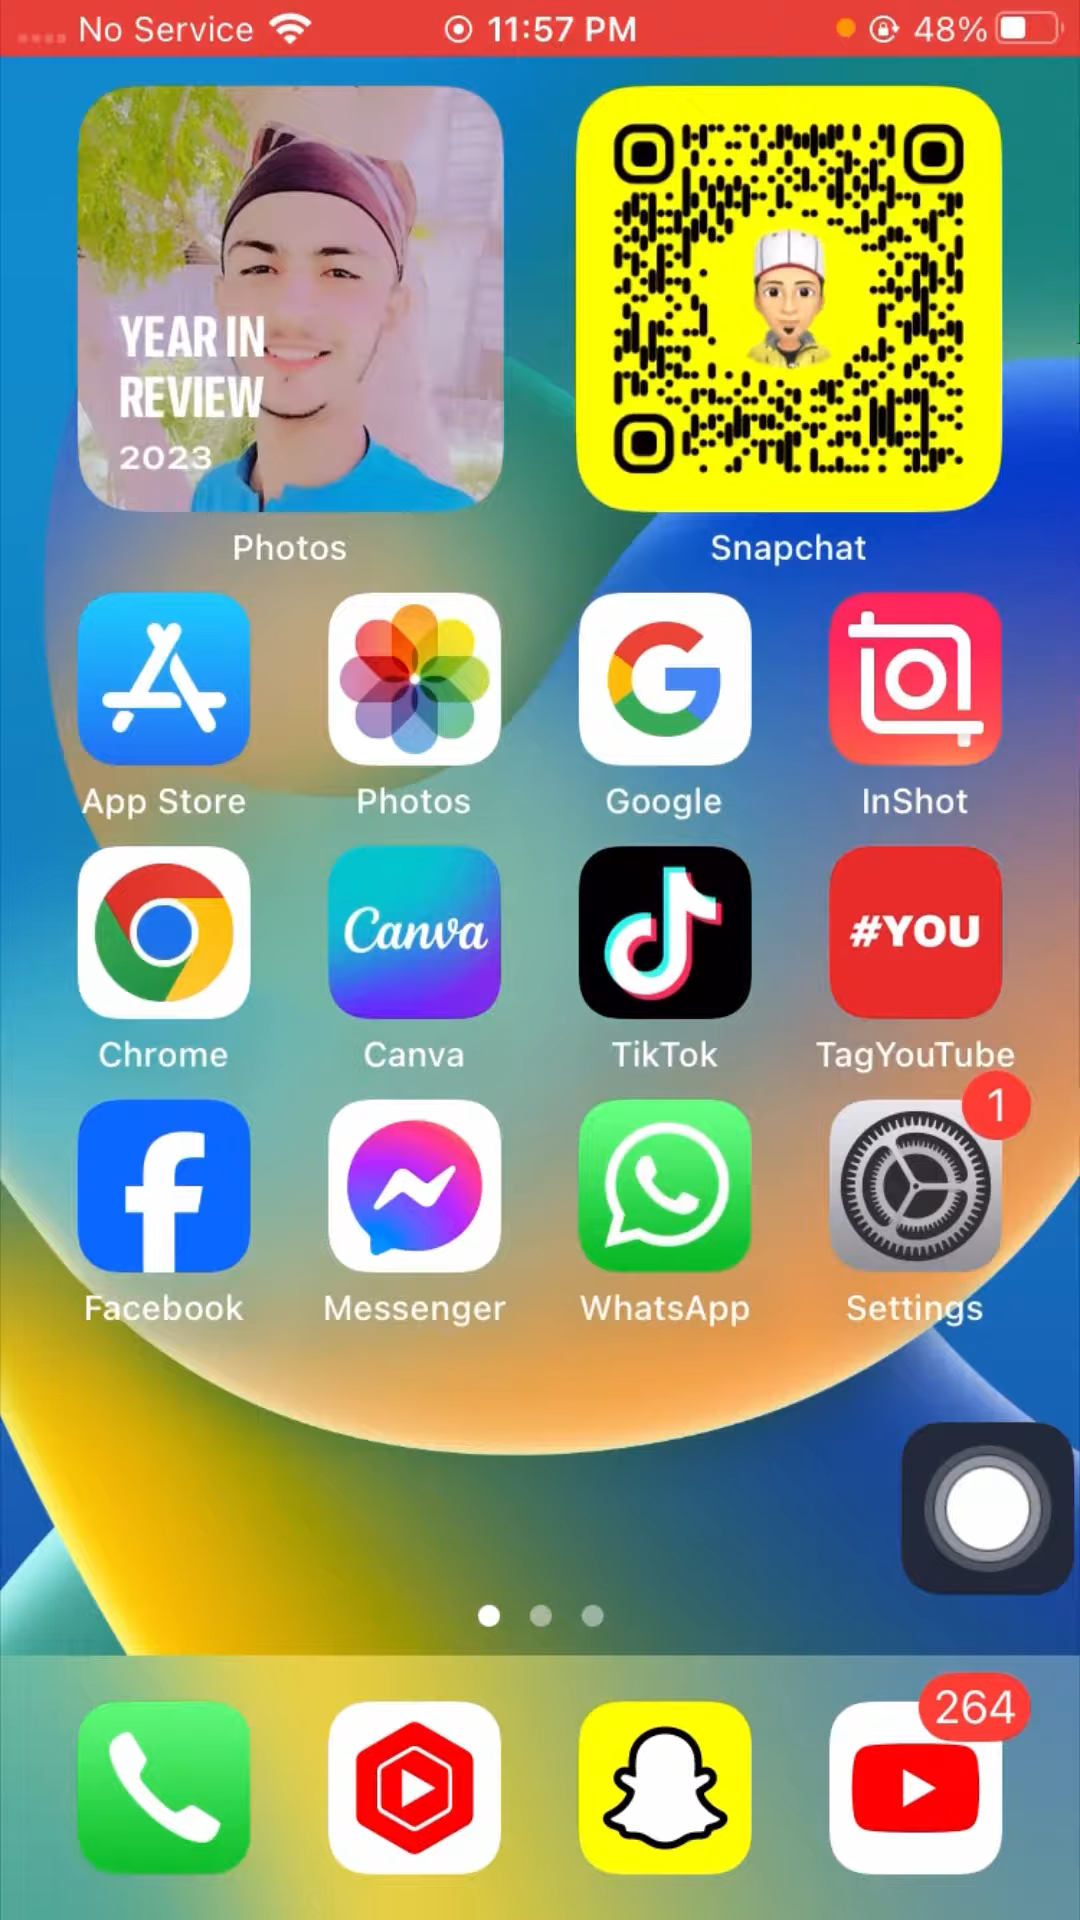 No Service 11:57 PM 48%
YEAR IN
REVIEW
2023
Photos Snapchat
App Store Photos Google InShot
Canva #YOU
Chrome Canva TikTok TagYouTube
1
Facebook Messenger WhatsApp Settings
264